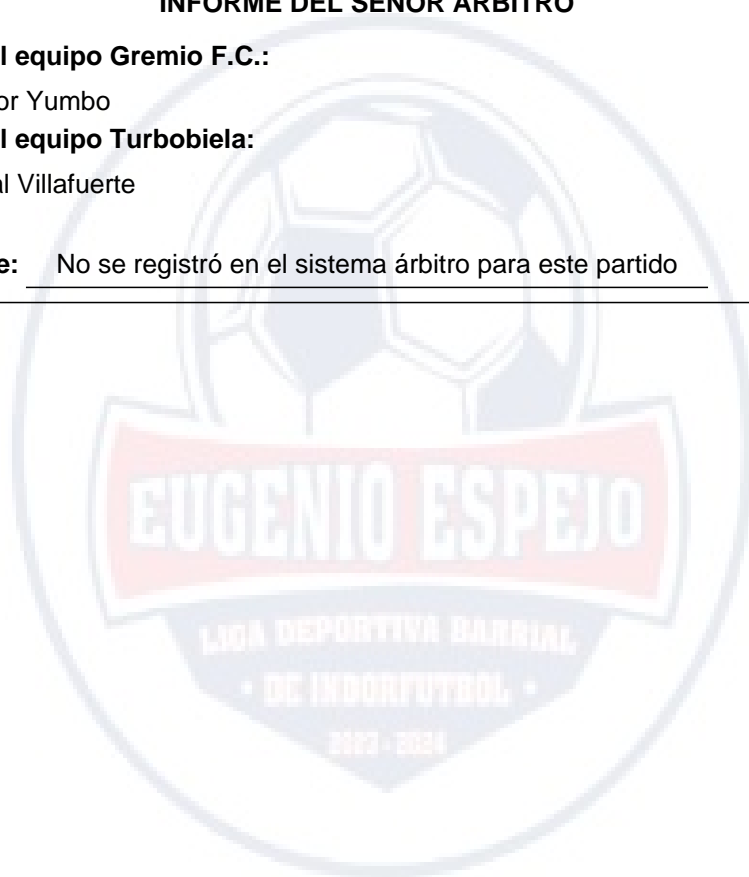 INFORME DEL SEÑOR ARBITRO
l equipo Gremio F.C.:
or Yumbo
l equipo Turbobiela:
al Villafuerte
e: No se registró en el sistema árbitro para este partido
EUGENIO ESPEJO
LIGA DEPORTIVA BARRIAL
• DE INDORFUTBOL •
2023 - 2024